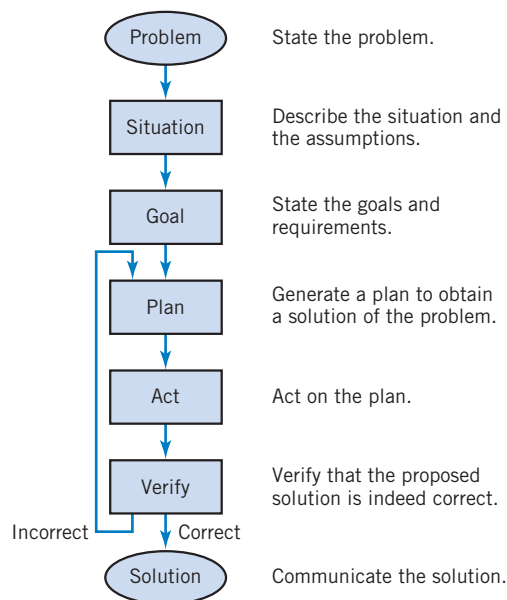 Problem
State the problem.
Situation
Describe the situation and
the assumptions.
Goal
State the goals and
requirements.
Plan
Generate a plan to obtain
a solution of the problem.
Act
Act on the plan.
Verify
Verify that the proposed
solution is indeed correct.
Incorrect
Correct
Solution
Communicate the solution.